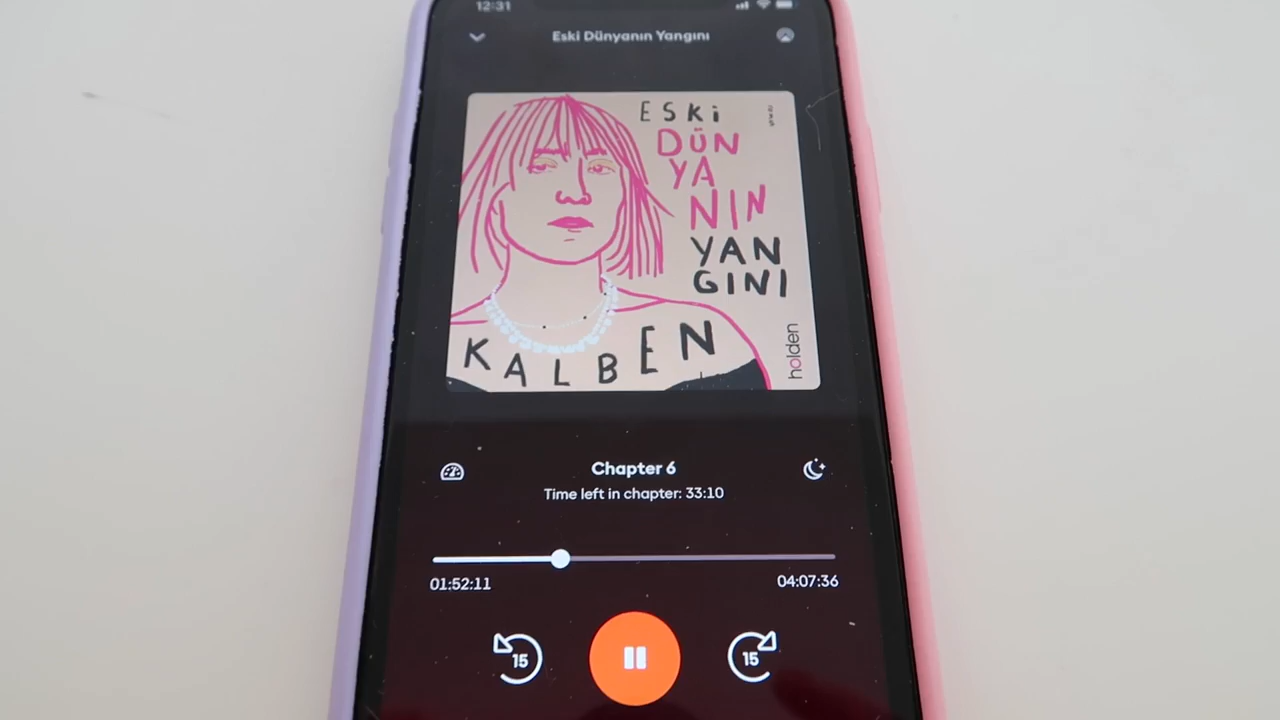 12:31
Eski Dünyanın Yangını
ESKİ
DÜN
YA
NIN
YAN
GINI
KALBEN
holden
Chapter 6
Time left in chapter: 33:10
01:52:11
04:07:36
15
15